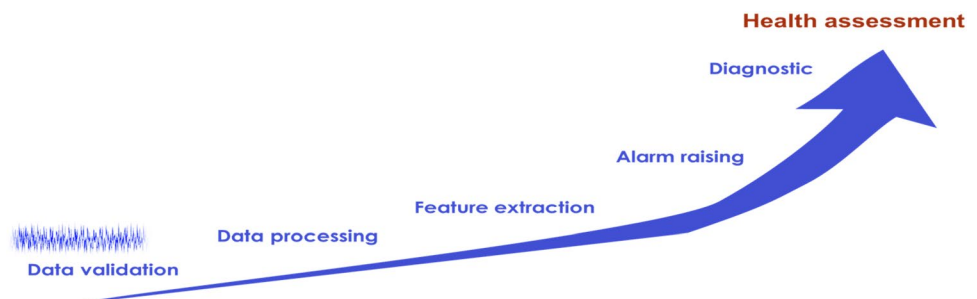 Health assessment
Diagnostic
Alarm raising
Feature extraction
Data processing
Data validation